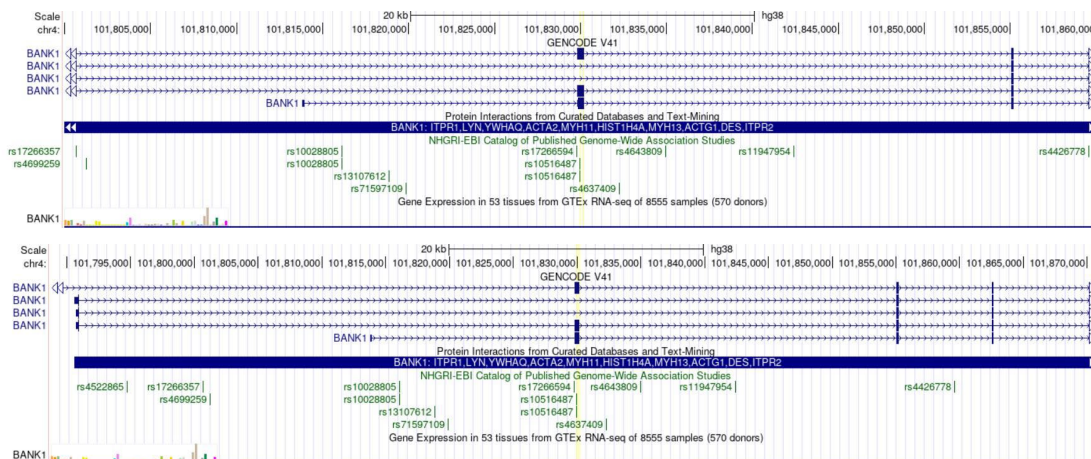 Scale 20 kb hg38
chr4: 101,805,000 101,810,000 101,815,000 101,820,000 101,825,000 101,830,000 101,835,000 101,840,000 101,845,000 101,850,000 101,855,000 101,860,00
GENCODE V41
BANK1
BANK1
BANK1
BANK1
BANK1
Protein Interactions from Curated Databases and Text-Mining
BANK1: ITPR1,LYN,YWHAQ,ACTA2,MYH11,HIST1H4A,MYH13,ACTG1,DES,ITPR2
NHGRI-EBI Catalog of Published Genome-Wide Association Studies
rs17266357 rs10028805 rs17266594 rs4643809 rs11947954 rs4426778
rs4699259 rs10028805 rs10516487
rs13107612 rs10516487
rs71597109 rs4637409
Gene Expression in 53 tissues from GTEx RNA-seq of 8555 samples (570 donors)
BANK1
Scale 20 kb hg38
chr4: 101,795,000 101,800,000 101,805,000 101,810,000 101,815,000 101,820,000 101,825,000 101,830,000 101,835,000 101,840,000 101,845,000 101,850,000 101,855,000 101,860,000 101,865,000 101,870,000
GENCODE V41
BANK1
BANK1
BANK1
BANK1
BANK1
Protein Interactions from Curated Databases and Text-Mining
BANK1: ITPR1,LYN,YWHAQ,ACTA2,MYH11,HIST1H4A,MYH13,ACTG1,DES,ITPR2
NHGRI-EBI Catalog of Published Genome-Wide Association Studies
rs4522865 rs17266357 rs10028805 rs17266594 rs4643809 rs11947954 rs4426778
rs4699259 rs10028805 rs10516487
rs13107612 rs10516487
rs71597109 rs4637409
Gene Expression in 53 tissues from GTEx RNA-seq of 8555 samples (570 donors)
BANK1